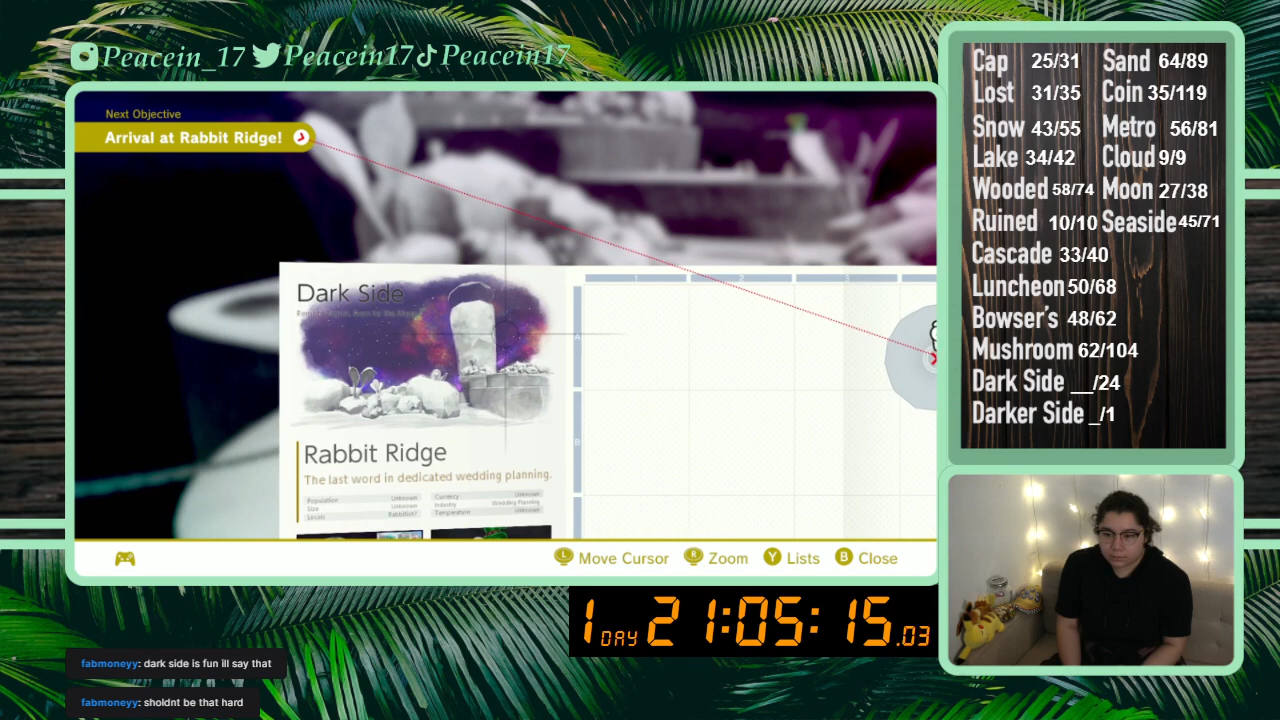 Peacein_17 Peacein17 Peacein17
Next Objective
Arrival at Rabbit Ridge!
Dark Side
Rabbit Ridge
The last word in dedicated wedding planning.
Population Unknown
Size Unknown
Locals Rabbits?
Currency Unknown
Industry Wedding Planning
Temperature Unknown
1 2 3
A
B
L Move Cursor R Zoom Y Lists B Close
Cap 25/31 Sand 64/89
Lost 31/35 Coin 35/119
Snow 43/55 Metro 56/81
Lake 34/42 Cloud 9/9
Wooded 58/74 Moon 27/38
Ruined 10/10 Seaside 45/71
Cascade 33/40
Luncheon 50/68
Bowser's 48/62
Mushroom 62/104
Dark Side __/24
Darker Side _/1
1 DAY 21:05:15.03
fabmoneyy: dark side is fun ill say that
fabmoneyy: sholdnt be that hard